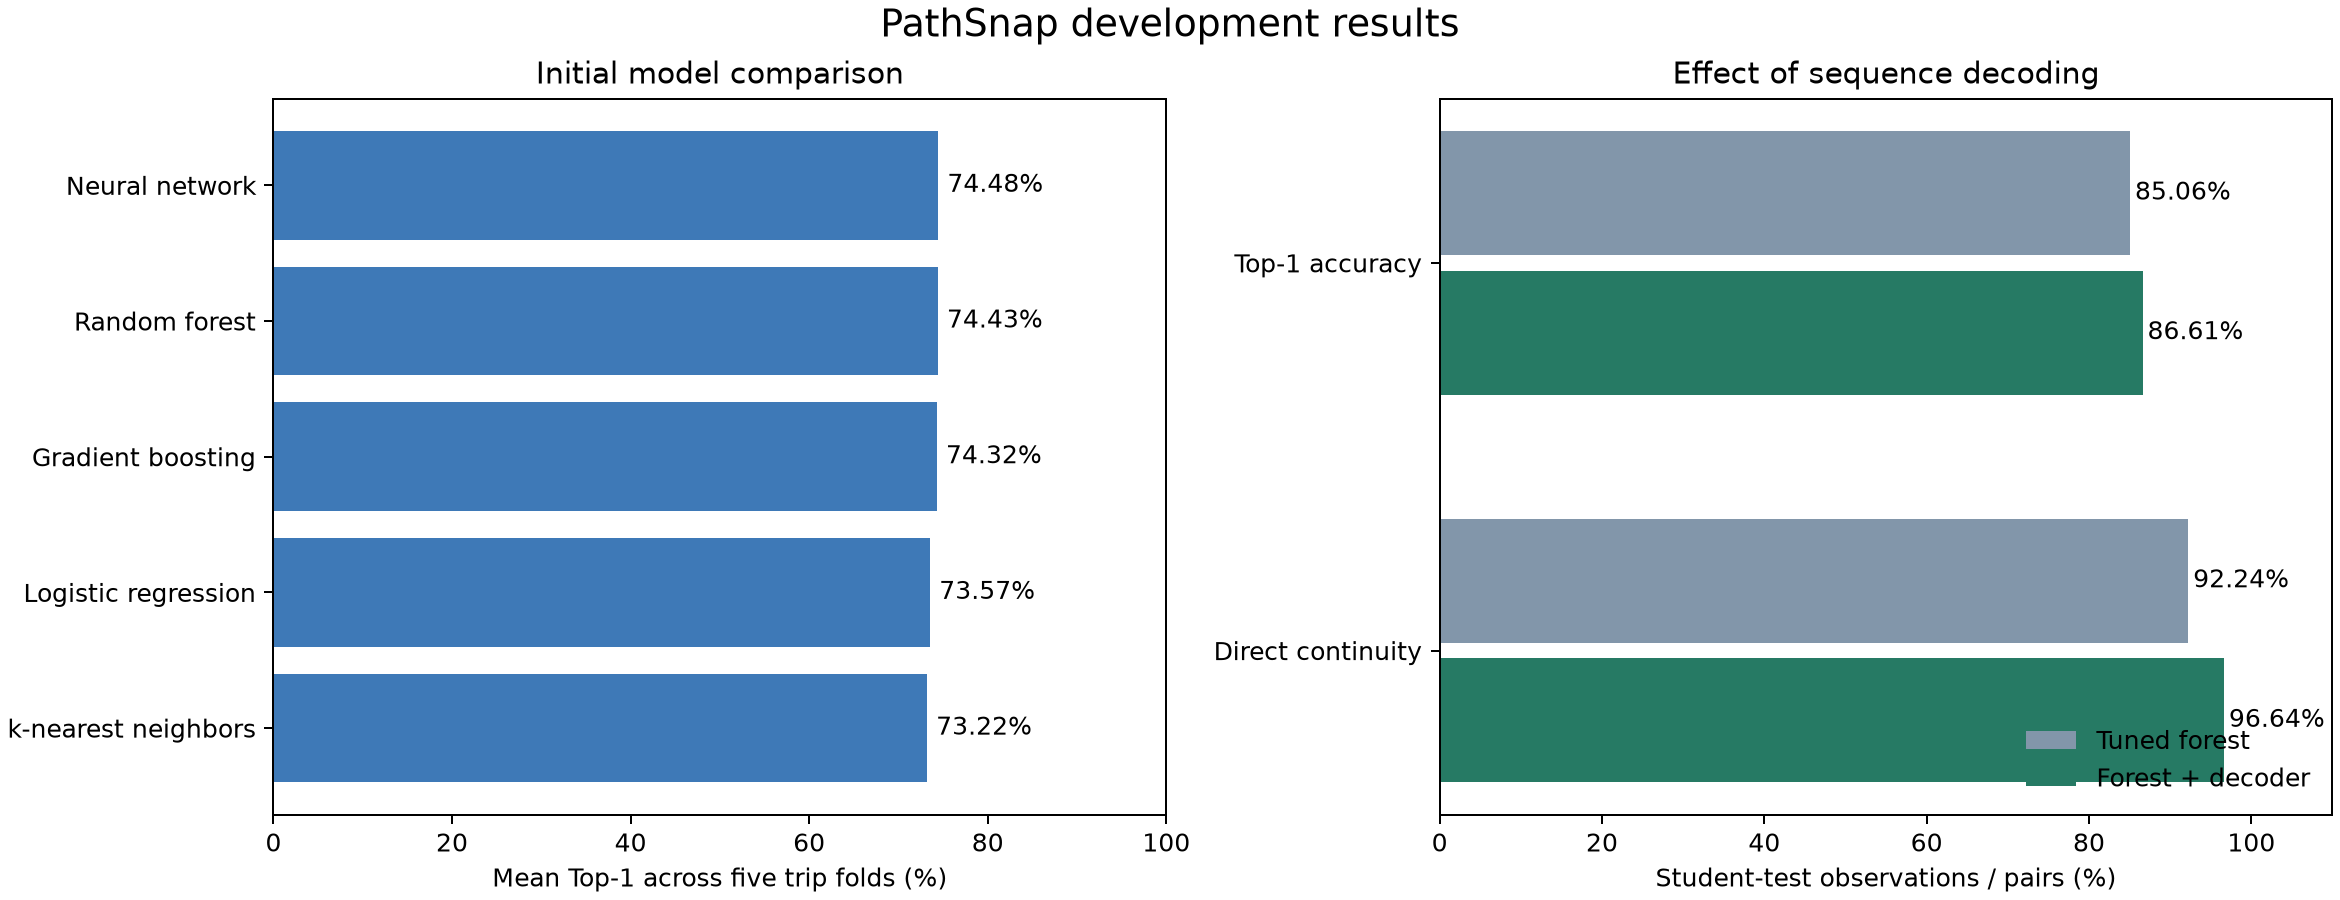 PathSnap development results
Initial model comparison
Neural network
74.48%
Random forest
74.43%
Gradient boosting
74.32%
Logistic regression
73.57%
k-nearest neighbors
73.22%
0 20 40 60 80 100
Mean Top-1 across five trip folds (%)
Effect of sequence decoding
Top-1 accuracy
85.06%
86.61%
Direct continuity
92.24%
96.64%
Tuned forest
Forest + decoder
0 20 40 60 80 100
Student-test observations / pairs (%)